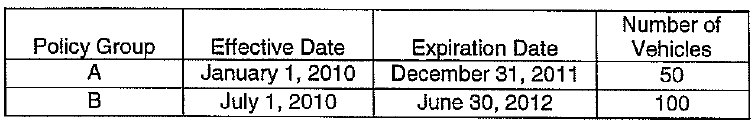 Policy Group Effective Date Expiration Date Number of Vehicles
A January 1, 2010 December 31, 2011 50
B July 1, 2010 June 30, 2012 100